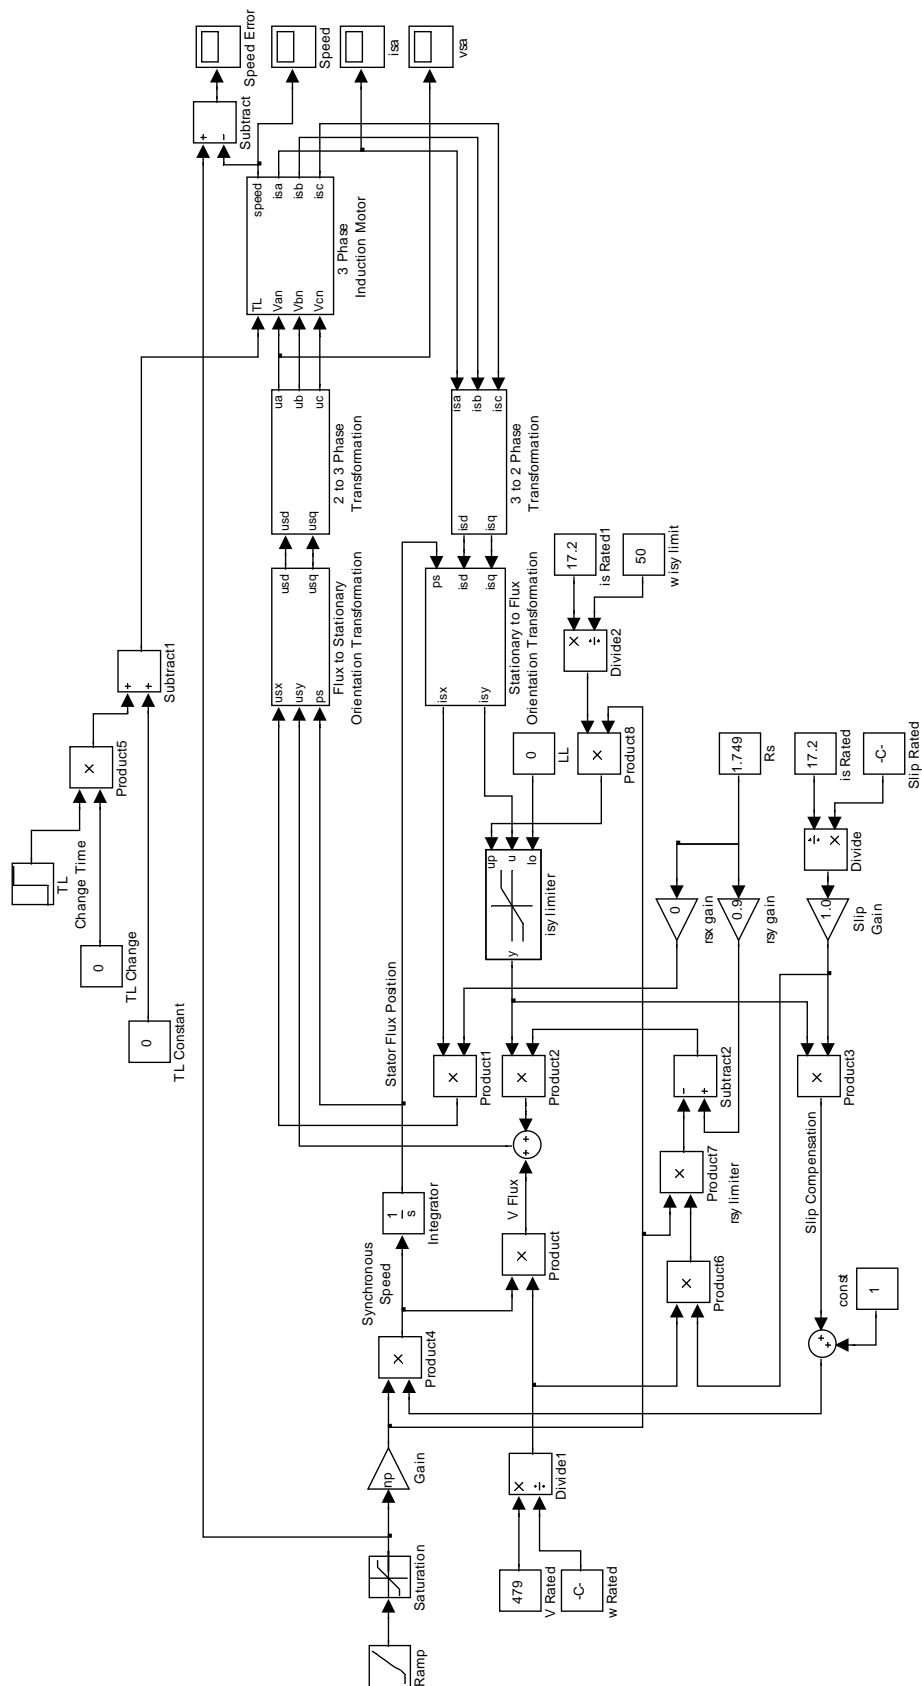 Ramp
Saturation
np
Gain
479
V Rated
-C-
w Rated
×
÷
Divide1
×
Product4
Synchronous
Speed
1
s
Integrator
Stator Flux Position
×
Product
V Flux
+
+
TL
Change Time
0
TL Change
0
TL Constant
×
Product5
+
+
Subtract1
usx
usy
ps
usd
usq
Flux to Stationary
Orientation Transformation
usd
usq
ua
ub
uc
2 to 3 Phase
Transformation
TL
Van
Vbn
Vcn
speed
isa
isb
isc
3 Phase
Induction Motor
+
-
Subtract
Speed Error
Speed
isa
vsa
isa
isb
isc
isd
isq
3 to 2 Phase
Transformation
ps
isd
isq
isx
isy
Stationary to Flux
Orientation Transformation
17.2
is Rated1
50
w isy limit
×
÷
Divide2
×
Product8
0
LL
up
u
lo
y
isy limiter
×
Product1
×
Product2
1.749
Rs
0
rsx gain
0.9
rsy gain
17.2
is Rated
-C-
Slip Rated
÷
×
Divide
1.0
Slip
Gain
-
+
Subtract2
×
Product3
×
Product7
rsy limiter
×
Product6
Slip Compensation
const
1
+
+